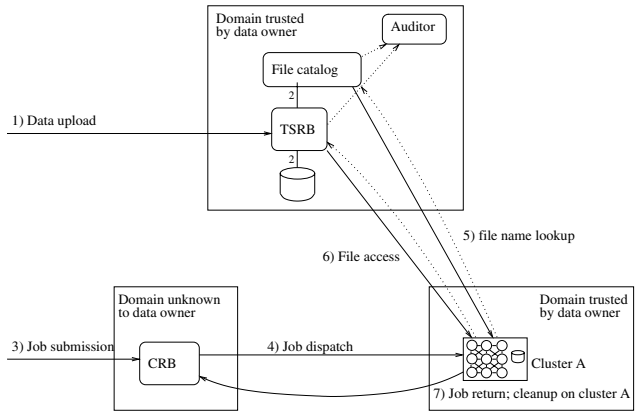 Domain trusted
by data owner
Auditor
File catalog
2
1) Data upload
TSRB
2
5) file name lookup
6) File access
Domain unknown
to data owner
Domain trusted
by data owner
3) Job submission
CRB
4) Job dispatch
Cluster A
7) Job return; cleanup on cluster A